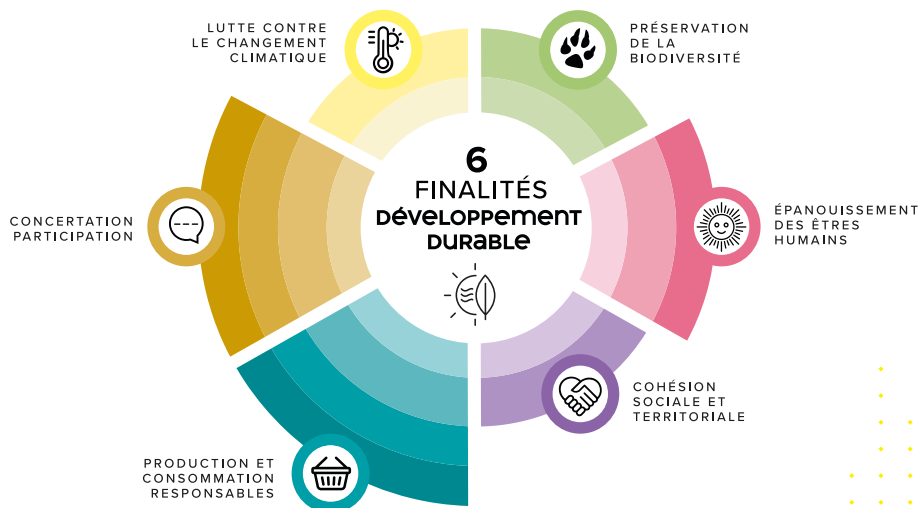 LUTTE CONTRE
LE CHANGEMENT
CLIMATIQUE
PRÉSERVATION
DE LA
BIODIVERSITÉ
6
FINALITÉS
DÉVELOPPEMENT
DURABLE
CONCERTATION
PARTICIPATION
ÉPANOUISSEMENT
DES ÊTRES
HUMAINS
COHÉSION
SOCIALE ET
TERRITORIALE
PRODUCTION ET
CONSOMMATION
RESPONSABLES